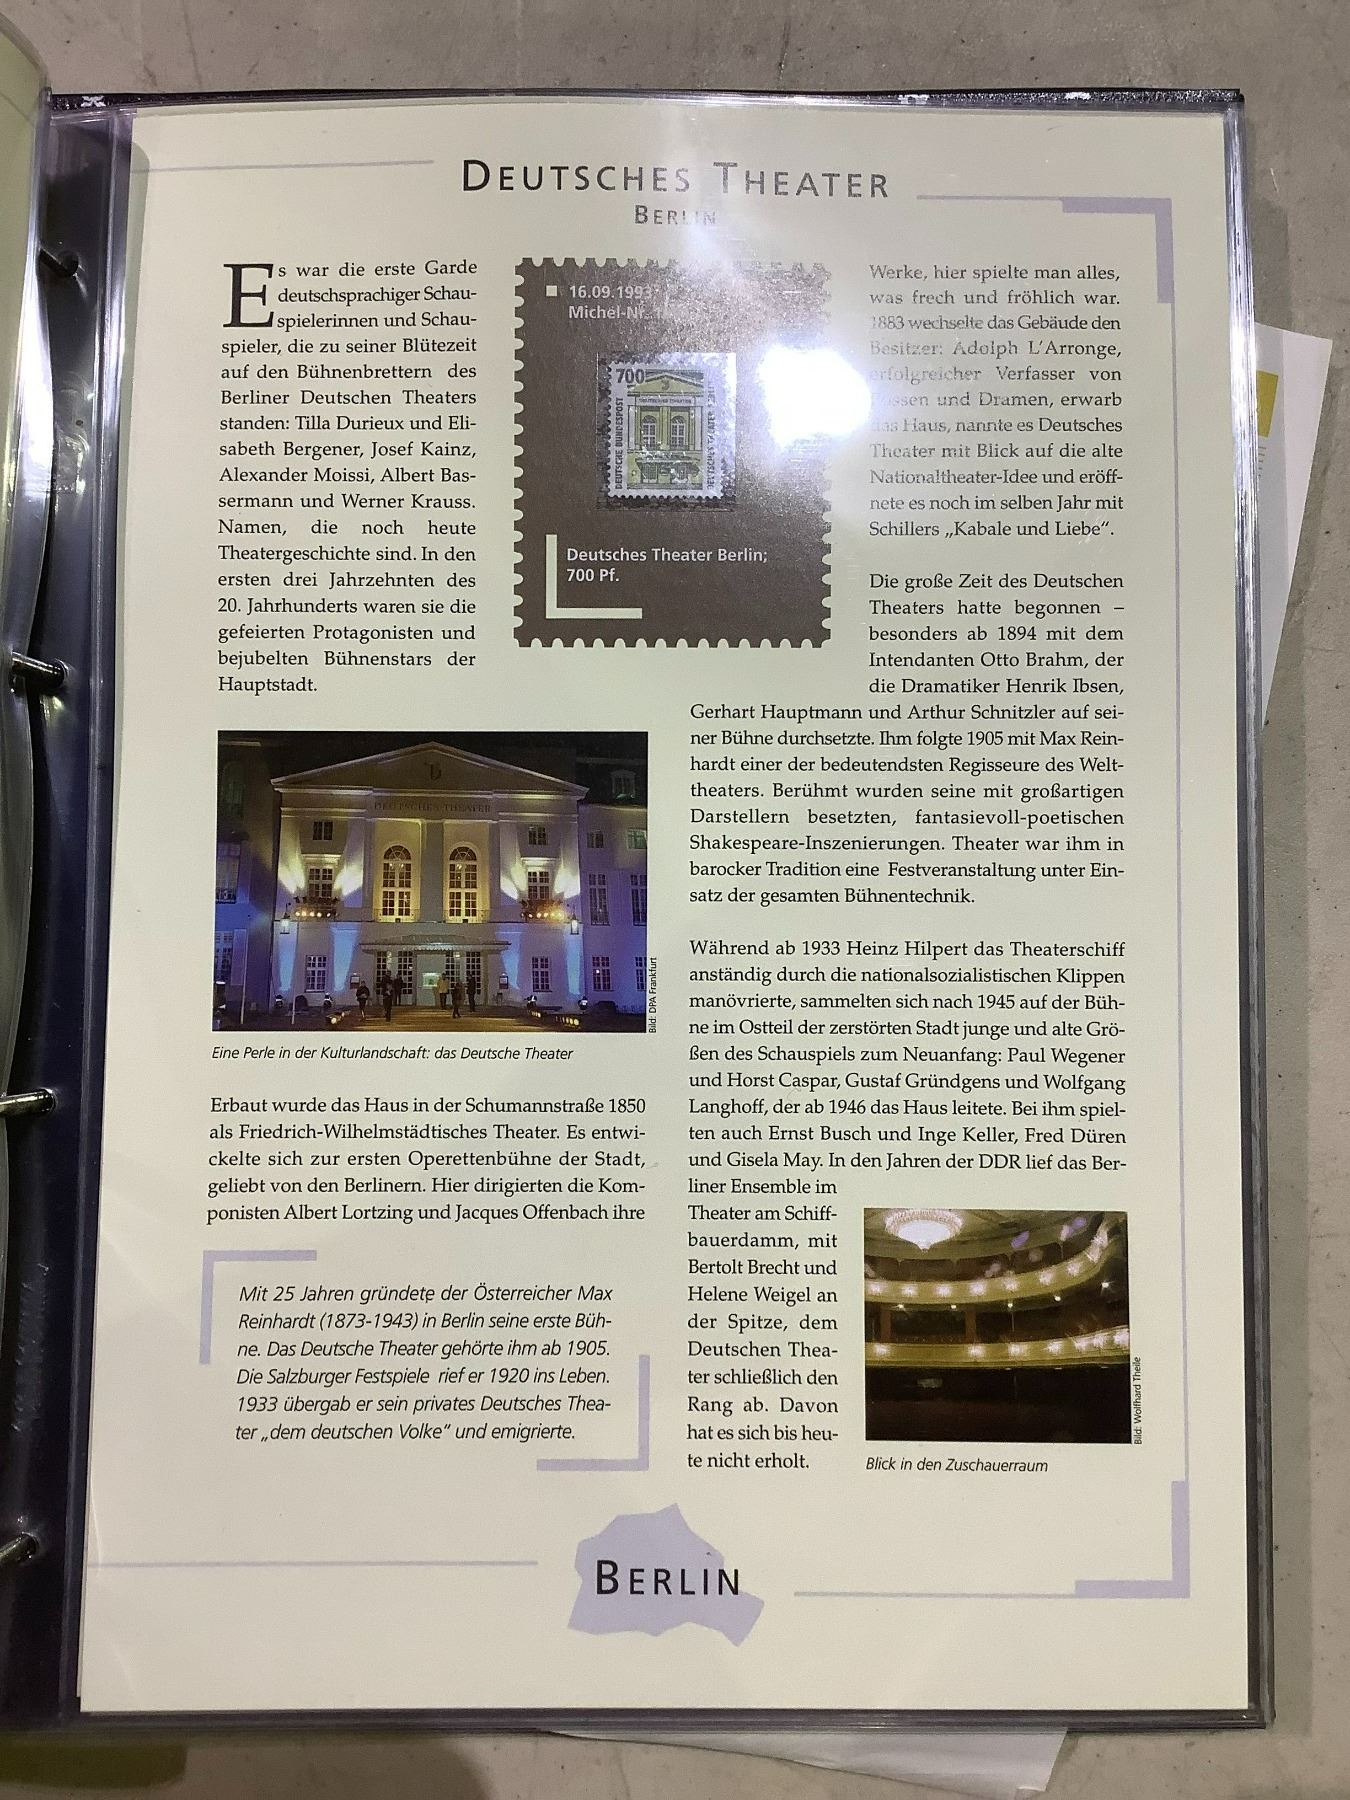 DEUTSCHES THEATER
BERLIN
Es war die erste Garde
deutschsprachiger Schau-
spielerinnen und Schau-
spieler, die zu seiner Blütezeit
auf den Bühnenbrettern des
Berliner Deutschen Theaters
standen: Tilla Durieux und Eli-
sabeth Bergener, Josef Kainz,
Alexander Moissi, Albert Bas-
sermann und Werner Krauss.
Namen, die noch heute
Theatergeschichte sind. In den
ersten drei Jahrzehnten des
20. Jahrhunderts waren sie die
gefeierten Protagonisten und
bejubelten Bühnenstars der
Hauptstadt.
16.09.1993
Michel-Nr.
700
DEUTSCHES THEATER
DEUTSCHE BUNDESPOST
Deutsches Theater Berlin;
700 Pf.
DEUTSCHES THEATER
Bild: DPA Frankfurt
Eine Perle in der Kulturlandschaft: das Deutsche Theater
Erbaut wurde das Haus in der Schumannstraße 1850
als Friedrich-Wilhelmstädtisches Theater. Es entwi-
ckelte sich zur ersten Operettenbühne der Stadt,
geliebt von den Berlinern. Hier dirigierten die Kom-
ponisten Albert Lortzing und Jacques Offenbach ihre
Mit 25 Jahren gründete der Österreicher Max
Reinhardt (1873-1943) in Berlin seine erste Büh-
ne. Das Deutsche Theater gehörte ihm ab 1905.
Die Salzburger Festspiele rief er 1920 ins Leben.
1933 übergab er sein privates Deutsches Thea-
ter „dem deutschen Volke“ und emigrierte.
Werke, hier spielte man alles,
was frech und fröhlich war.
1883 wechselte das Gebäude den
Besitzer: Adolph L'Arronge,
erfolgreicher Verfasser von
Possen und Dramen, erwarb
das Haus, nannte es Deutsches
Theater mit Blick auf die alte
Nationaltheater-Idee und eröff-
nete es noch im selben Jahr mit
Schillers „Kabale und Liebe“.
Die große Zeit des Deutschen
Theaters hatte begonnen –
besonders ab 1894 mit dem
Intendanten Otto Brahm, der
die Dramatiker Henrik Ibsen,
Gerhart Hauptmann und Arthur Schnitzler auf sei-
ner Bühne durchsetzte. Ihm folgte 1905 mit Max Rein-
hardt einer der bedeutendsten Regisseure des Welt-
theaters. Berühmt wurden seine mit großartigen
Darstellern besetzten, fantasievoll-poetischen
Shakespeare-Inszenierungen. Theater war ihm in
barocker Tradition eine Festveranstaltung unter Ein-
satz der gesamten Bühnentechnik.
Während ab 1933 Heinz Hilpert das Theaterschiff
anständig durch die nationalsozialistischen Klippen
manövrierte, sammelten sich nach 1945 auf der Büh-
ne im Ostteil der zerstörten Stadt junge und alte Grö-
ßen des Schauspiels zum Neuanfang: Paul Wegener
und Horst Caspar, Gustaf Gründgens und Wolfgang
Langhoff, der ab 1946 das Haus leitete. Bei ihm spiel-
ten auch Ernst Busch und Inge Keller, Fred Düren
und Gisela May. In den Jahren der DDR lief das Ber-
liner Ensemble im
Theater am Schiff-
bauerdamm, mit
Bertolt Brecht und
Helene Weigel an
der Spitze, dem
Deutschen Thea-
ter schließlich den
Rang ab. Davon
hat es sich bis heu-
te nicht erholt.
Bild: Wolfhard Theile
Blick in den Zuschauerraum
BERLIN